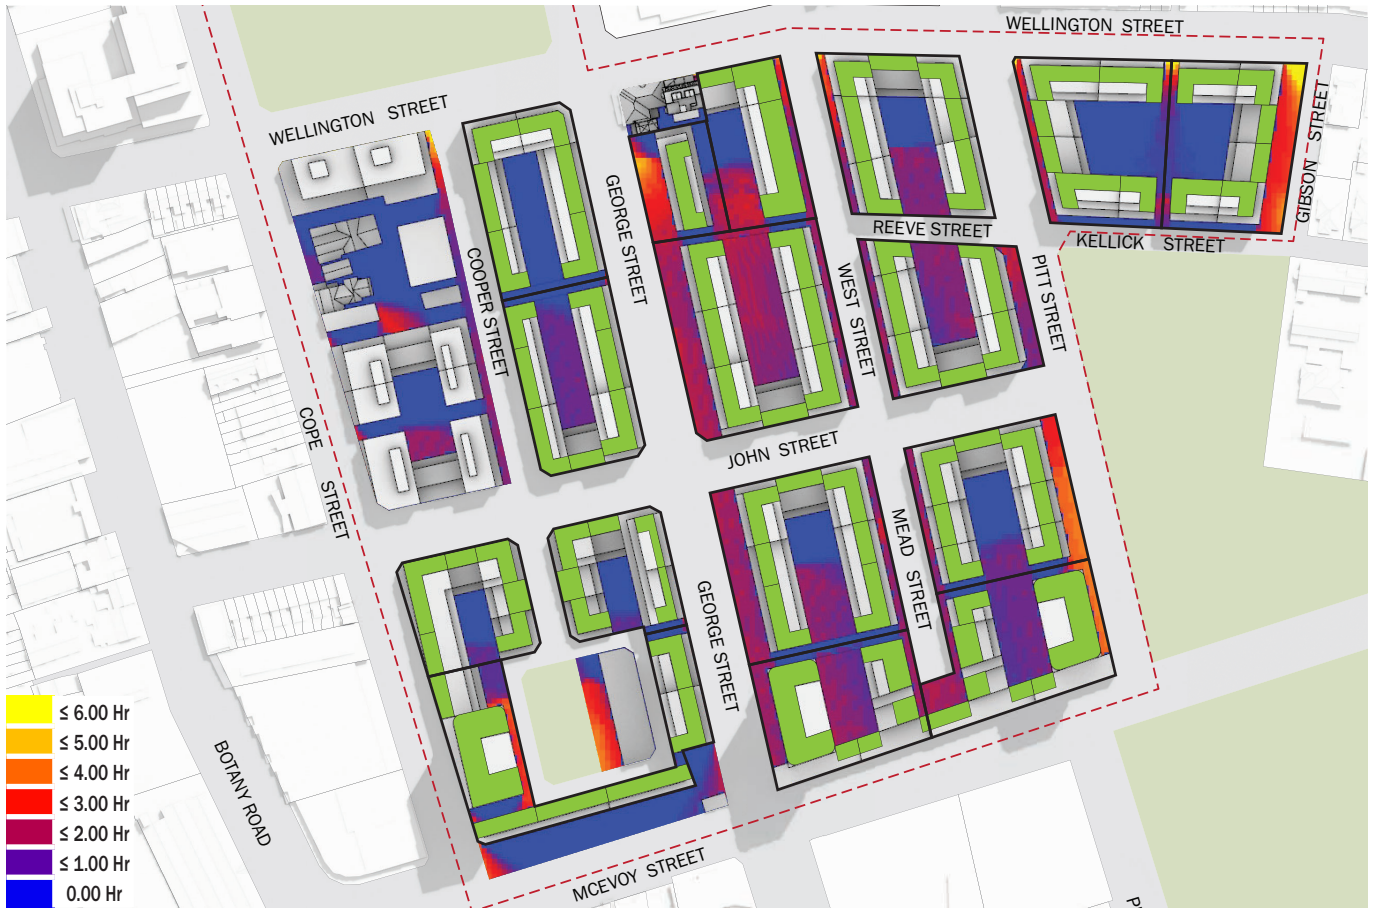 WELLINGTON STREET
WELLINGTON STREET
GIBSON STREET
GEORGE STREET
REEVE STREET
KELLICK STREET
COOPER STREET
WEST STREET
PITT STREET
COPE STREET
JOHN STREET
MEAD STREET
GEORGE STREET
BOTANY ROAD
MCEVOY STREET
≤ 6.00 Hr
≤ 5.00 Hr
≤ 4.00 Hr
≤ 3.00 Hr
≤ 2.00 Hr
≤ 1.00 Hr
0.00 Hr